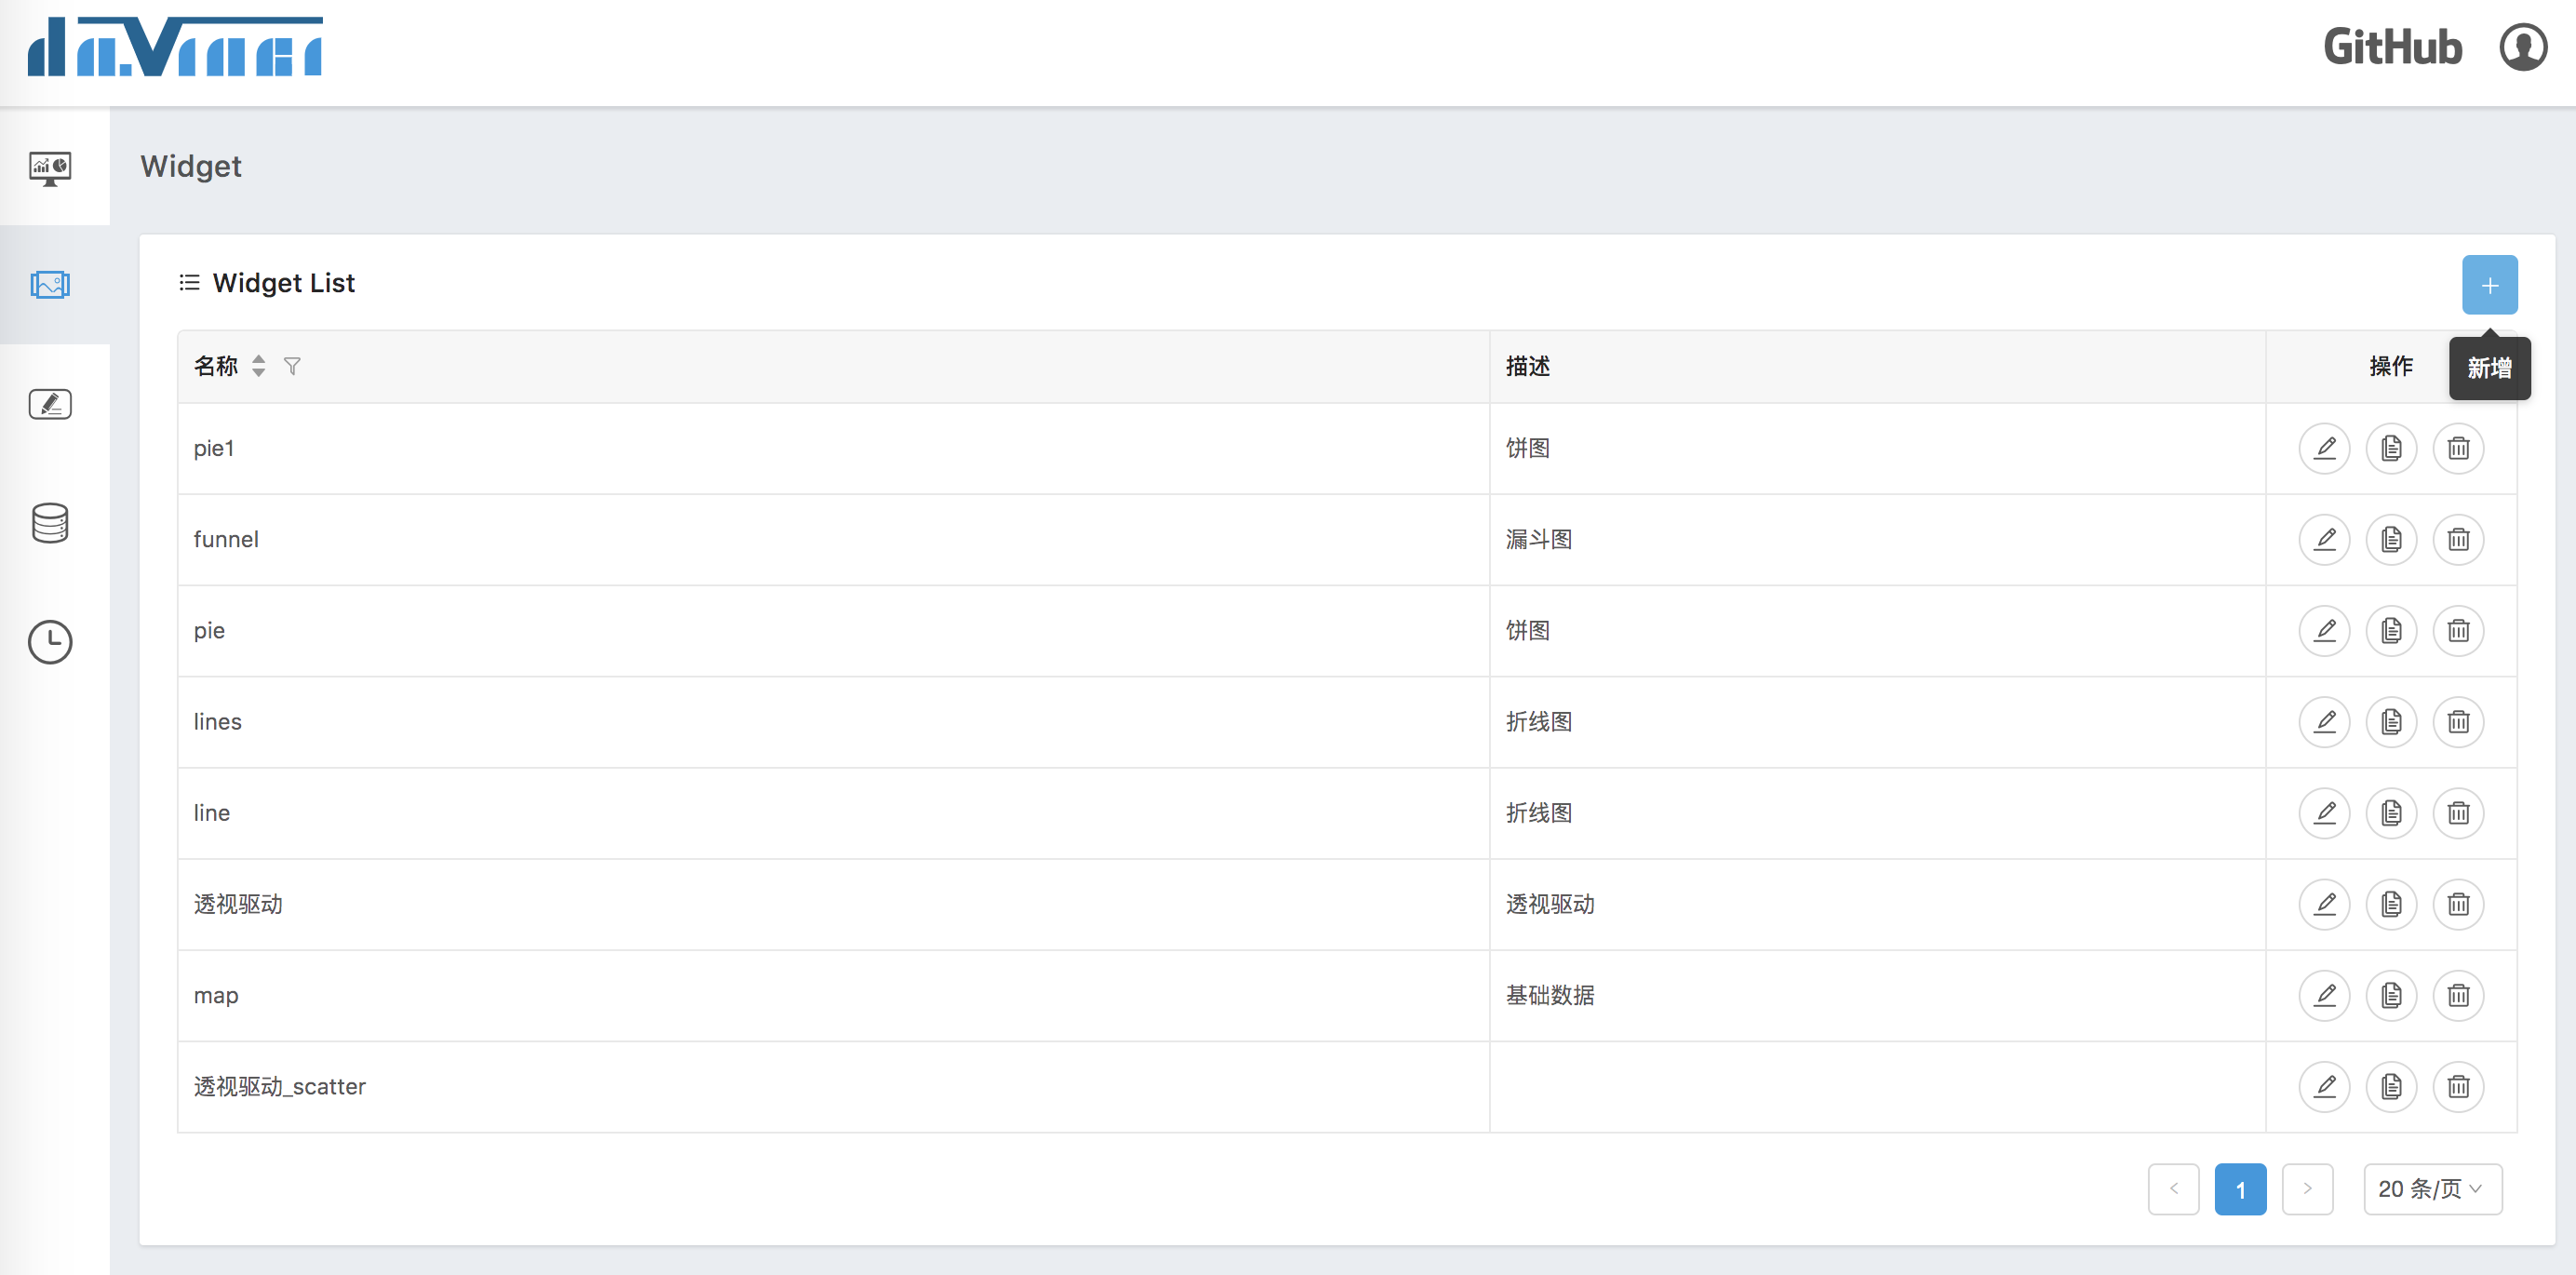 da.Vinci
GitHub
Widget
Widget List
+
新增
名称 描述 操作
pie1 饼图
funnel 漏斗图
pie 饼图
lines 折线图
line 折线图
透视驱动 透视驱动
map 基础数据
透视驱动_scatter
< 1 > 20 条/页